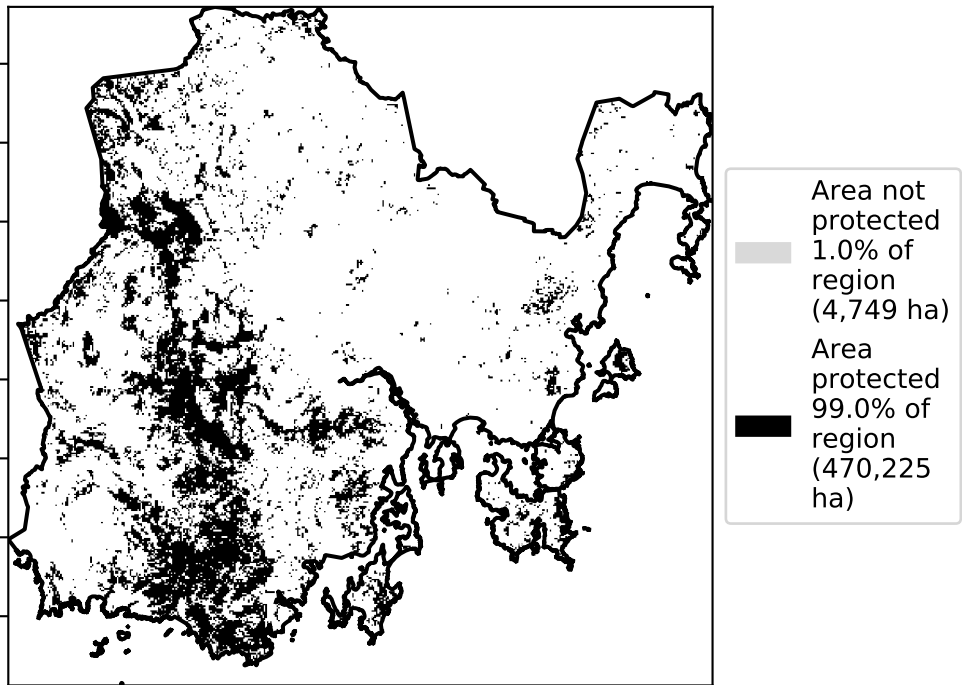 Area not
protected
1.0% of
region
(4,749 ha)
Area
protected
99.0% of
region
(470,225
ha)